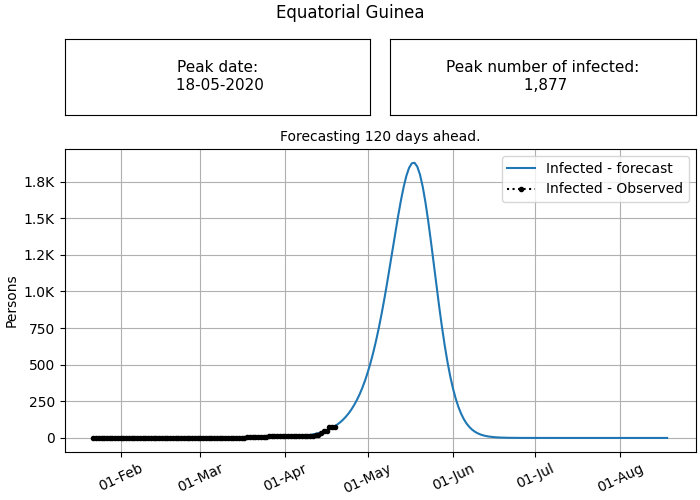 Equatorial Guinea
Peak date:
18-05-2020
Peak number of infected:
1,877
Forecasting 120 days ahead.
Infected - forecast
Infected - Observed
Persons
1.8K
1.5K
1.2K
1.0K
750
500
250
0
01-Feb
01-Mar
01-Apr
01-May
01-Jun
01-Jul
01-Aug